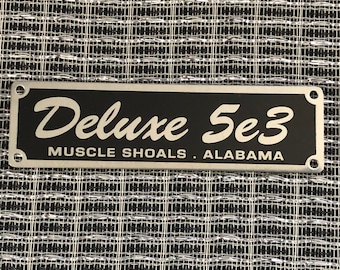 Deluxe 5e3
MUSCLE SHOALS . ALABAMA